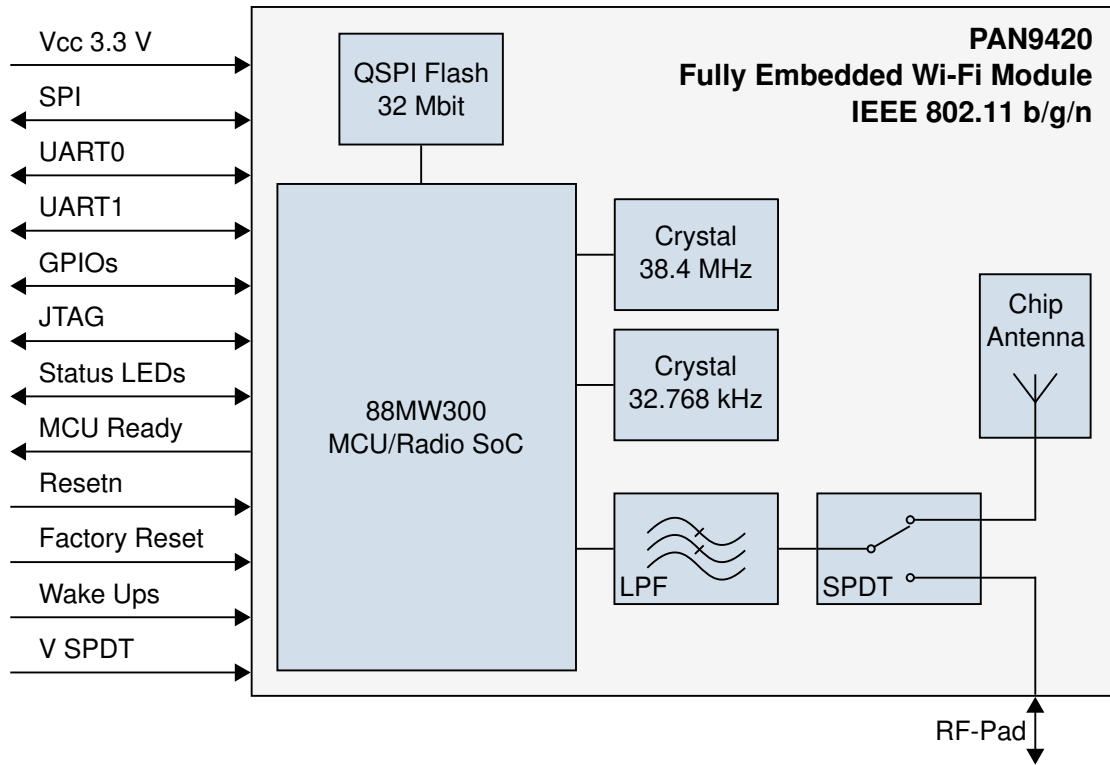 Vcc 3.3 V
SPI
UART0
UART1
GPIOs
JTAG
Status LEDs
MCU Ready
Resetn
Factory Reset
Wake Ups
V SPDT
PAN9420
Fully Embedded Wi-Fi Module
IEEE 802.11 b/g/n
QSPI Flash
32 Mbit
88MW300
MCU/Radio SoC
Crystal
38.4 MHz
Crystal
32.768 kHz
LPF
SPDT
Chip
Antenna
RF-Pad